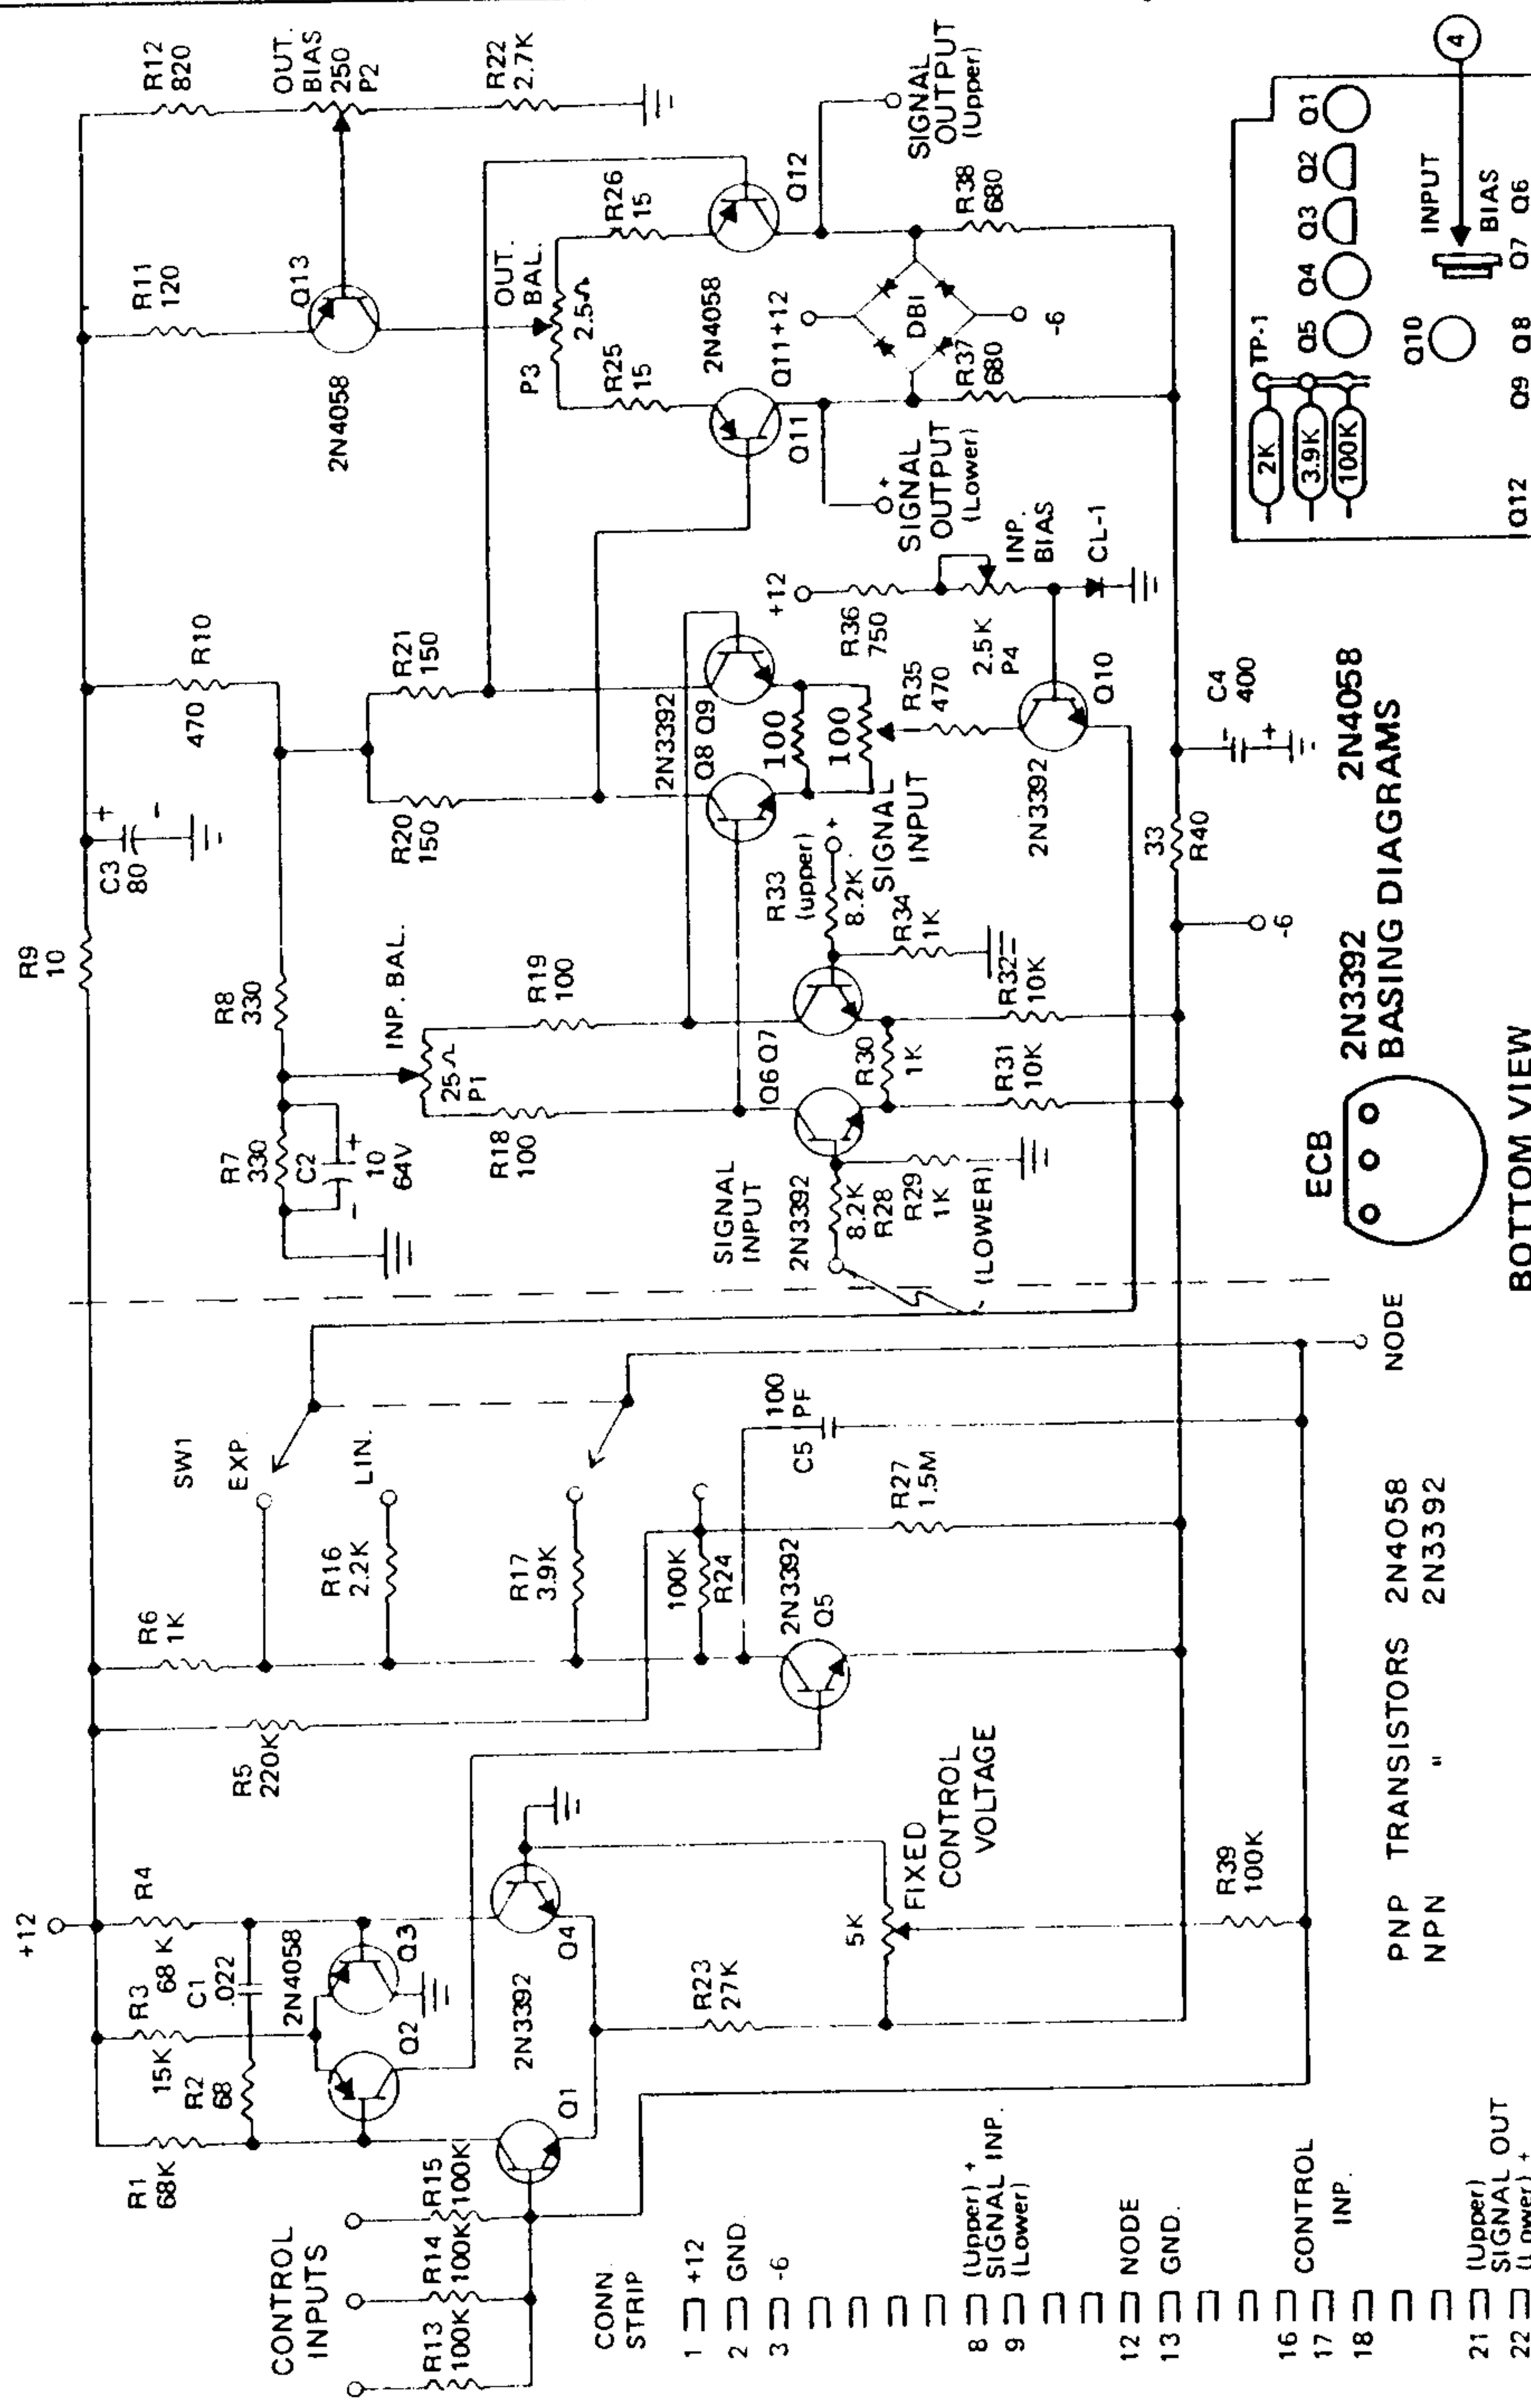 +12
R9
10
R12
820
OUT.
BIAS
250
P2
R22
2.7K
R11
120
Q13
2N4058
C3
80
+
-
470
R10
R8
330
R7
330
C2
-
+
10
64V
INP. BAL.
25Ω
P1
R18
100
R19
100
R20
150
R21
150
P3
OUT.
BAL.
2.5Ω
R25
15
R26
15
2N4058
Q11
Q12
+12
DBI
-6
R37
680
R38
680
SIGNAL
OUTPUT
(Upper)
+
SIGNAL
OUTPUT
(Lower)
2N3392
Q8 Q9
100
100
R35
470
+12
R36
750
2.5K
P4
INP.
BIAS
CL-1
Q10
2N3392
R33
(upper)
8.2K
+
SIGNAL
INPUT
R34
1K
Q6 Q7
R30
1K
R31
10K
R32
10K
SIGNAL
INPUT
2N3392
8.2K
R28
R29
1K
(LOWER)
33
R40
C4
400
-
+
-6
R1
68K
R2
68
R3
15K
R4
68 K
C1
.022
2N4058
Q2
Q3
Q1
Q4
2N3392
R23
27K
R5
220K
R6
1K
SW1
EXP.
LIN.
R16
2.2K
R17
3.9K
100K
R24
2N3392
Q5
C5
100
PF
R27
1.5M
5K
FIXED
CONTROL
VOLTAGE
R39
100K
NODE
CONTROL
INPUTS
R13
100K
R14
100K
R15
100K
CONN.
STRIP
1 +12
2 GND.
3 -6
8 (Upper) +
SIGNAL INP.
9 (Lower)
12 NODE
13 GND.
16
17
18
CONTROL
INP.
21 (Upper)
SIGNAL OUT
22 (Lower) +
PNP TRANSISTORS 2N4058
NPN " 2N3392
ECB
2N3392
2N4058
BASING DIAGRAMS
BOTTOM VIEW
2K
3.9K
100K
TP-1
Q5 Q4 Q3 Q2 Q1
Q10
INPUT
BIAS
4
Q12 Q9 Q8 Q7 Q6